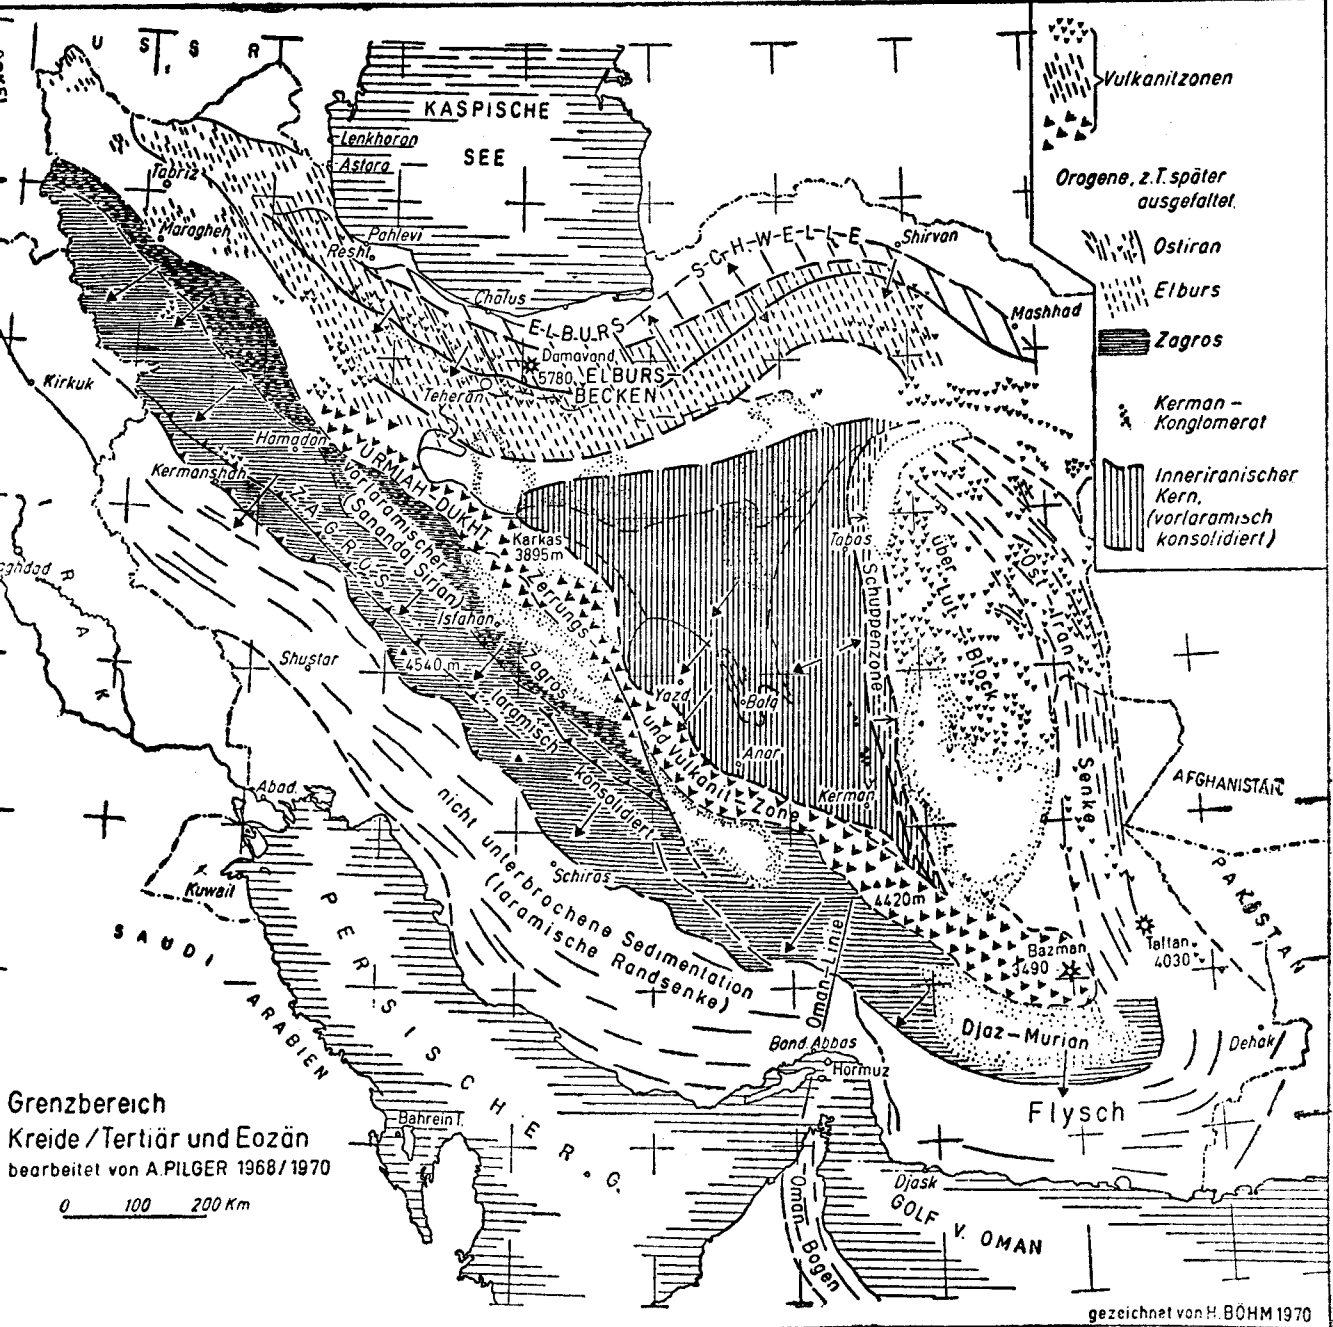 U S S R
KASPISCHE
SEE
Lenkhoran
Astara
Tabriz
Maragheh
Pahlevi
Resht
Chalus
ELBURS
SCHWELLE
Shirvan
Mashhad
Damavand
5780
ELBURS
BECKEN
Teheran
Kirkuk
Hamadan
Kermanshah
URMIAH-DUKHT.
Zerrungs-
und Vulkanit-Zone
vorlaramischer
(Sanandaj Sirjan)
Zagros
ZAGROS
laramisch
konsolidiert
Karkas
3895m
Isfahan
4540 m
Tabas
Schuppenzone
über Lut-
Block
Ost-Iran
Senke
Yazd
Bafq
Anar
Kerman
IRAK
Shustar
Abad.
Kuwait
SAUDI
ARABIEN
nicht unterbrochene Sedimentation
(laramische Randsenke)
Schiras
4420m
Bazman
3490
Taftan
4030
AFGHANISTAN
PAKISTAN
Oman-Linie
Band.Abbas
Hormuz
Djaz-Murian
Dehak
Flysch
PERSISCHER G.
Bahrein I.
Djask
GOLF V. OMAN
Oman-Bogen
Grenzbereich
Kreide/Tertiär und Eozän
bearbeitet von A.PILGER 1968/1970
0 100 200 Km
Vulkanitzonen
Orogene, z.T. später
ausgefaltet.
Ostiran
Elburs
Zagros
Kerman-
Konglomerat
Inneriranischer
Kern,
(vorlaramisch
konsolidiert)
gezeichnet von H.BÖHM 1970